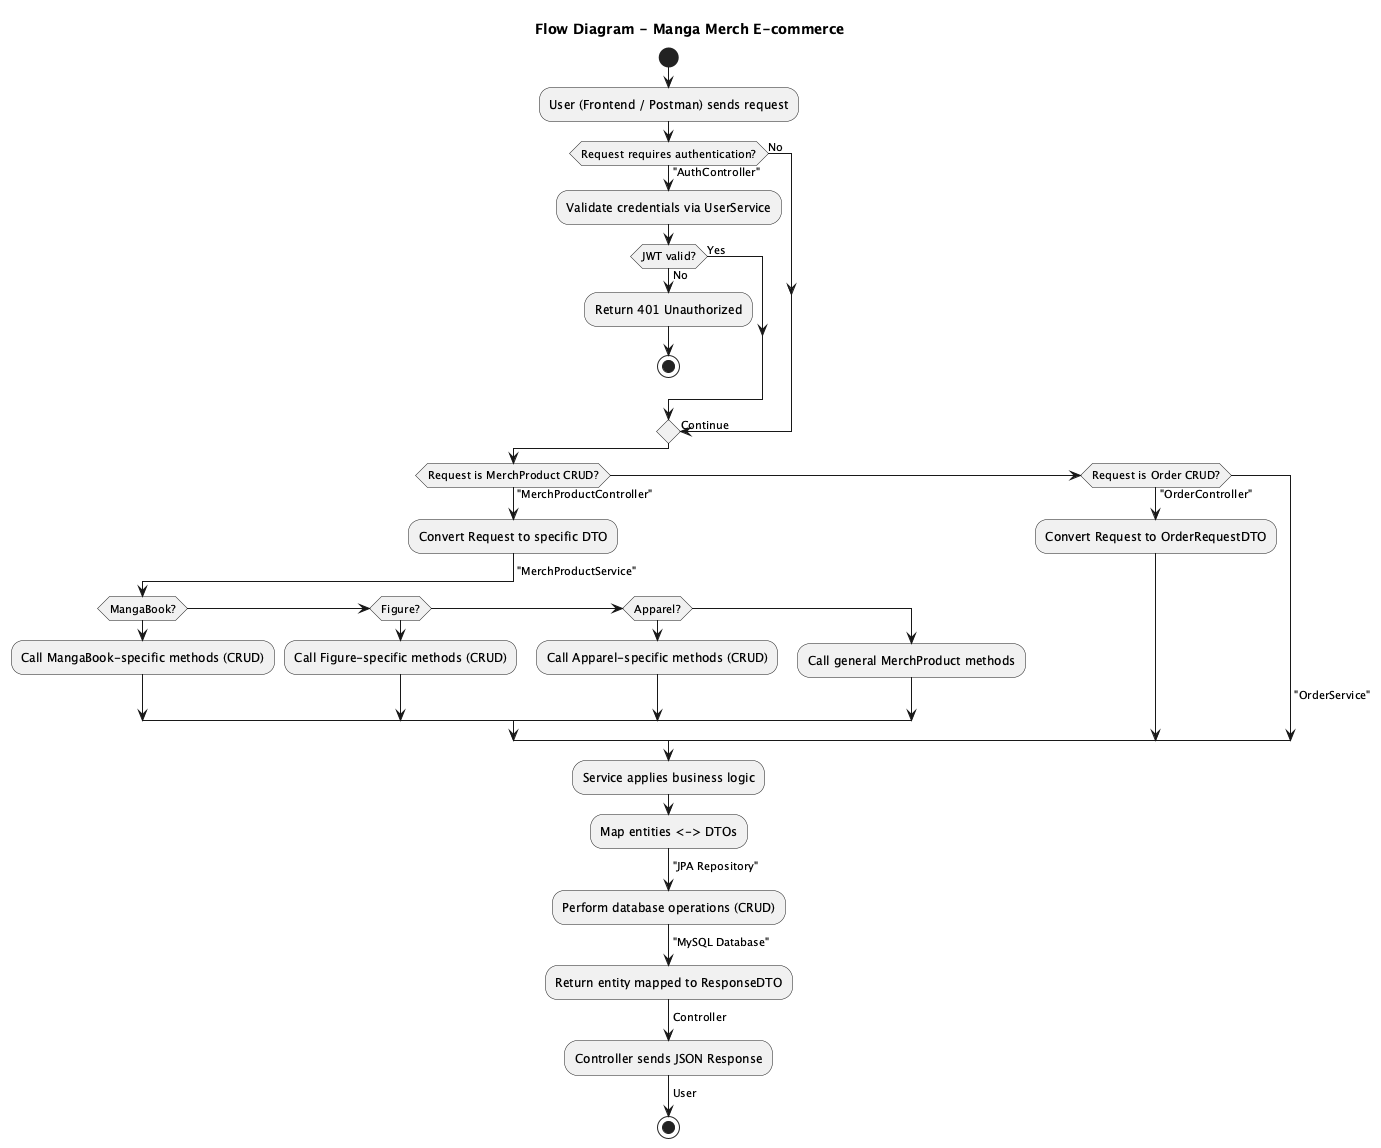 Flow Diagram - Manga Merch E-commerce
User (Frontend / Postman) sends request
Request requires authentication?
No
"AuthController"
Validate credentials via UserService
JWT valid?
Yes
No
Return 401 Unauthorized
Continue
Request is MerchProduct CRUD?
Request is Order CRUD?
"MerchProductController"
"OrderController"
Convert Request to specific DTO
Convert Request to OrderRequestDTO
"MerchProductService"
MangaBook?
Figure?
Apparel?
Call MangaBook-specific methods (CRUD)
Call Figure-specific methods (CRUD)
Call Apparel-specific methods (CRUD)
Call general MerchProduct methods
"OrderService"
Service applies business logic
Map entities <-> DTOs
"JPA Repository"
Perform database operations (CRUD)
"MySQL Database"
Return entity mapped to ResponseDTO
Controller
Controller sends JSON Response
User